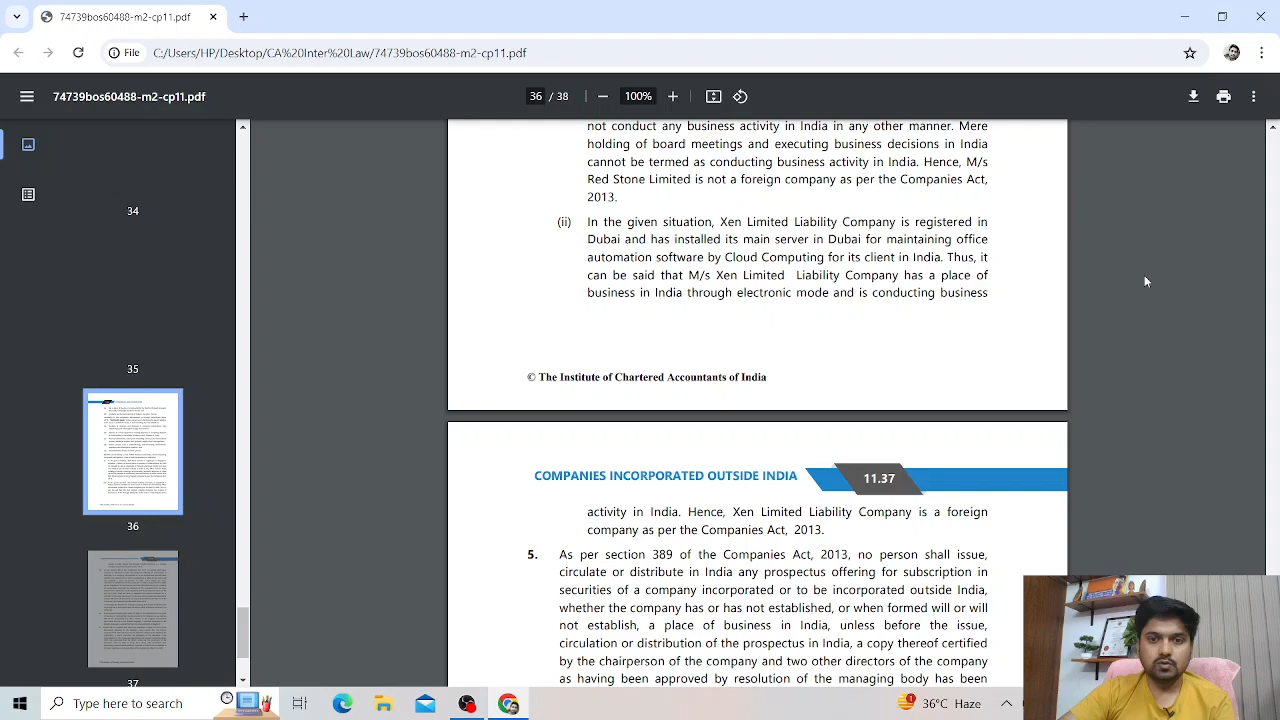 74739bos60488-m2-cp11.pdf
File
C:/Users/HP/Desktop/CA%20Inter%20Law/74739bos60488-m2-cp11.pdf
74739bos60488-m2-cp11.pdf
36 / 38
100%
34
35
36
37
not conduct any business activity in India in any other manner. Mere
holding of board meetings and executing business decisions in India
cannot be termed as conducting business activity in India. Hence, M/s
Red Stone Limited is not a foreign company as per the Companies Act,
2013.
(ii) In the given situation, Xen Limited Liability Company is registered in
Dubai and has installed its main server in Dubai for maintaining office
automation software by Cloud Computing for its client in India. Thus, it
can be said that M/s Xen Limited Liability Company has a place of
business in India through electronic mode and is conducting business
© The Institute of Chartered Accountants of India
COMPANIES INCORPORATED OUTSIDE INDIA
11.37
activity in India. Hence, Xen Limited Liability Company is a foreign
company as per the Companies Act, 2013.
5. As per section 389 of the Companies Act, 2013, no person shall issue,
circulate or distribute in India any prospectus offering for subscription in
securities of a company incorporated or to be incorporated outside India,
whether the company has or has not established, or when formed will or will
not establish, a place of business in India, unless before the issue,
circulation or distribution of the prospectus in India, a copy thereof certified
by the chairperson of the company and two other directors of the company
as having been approved by resolution of the managing body has been
Type here to search
36°C Haze